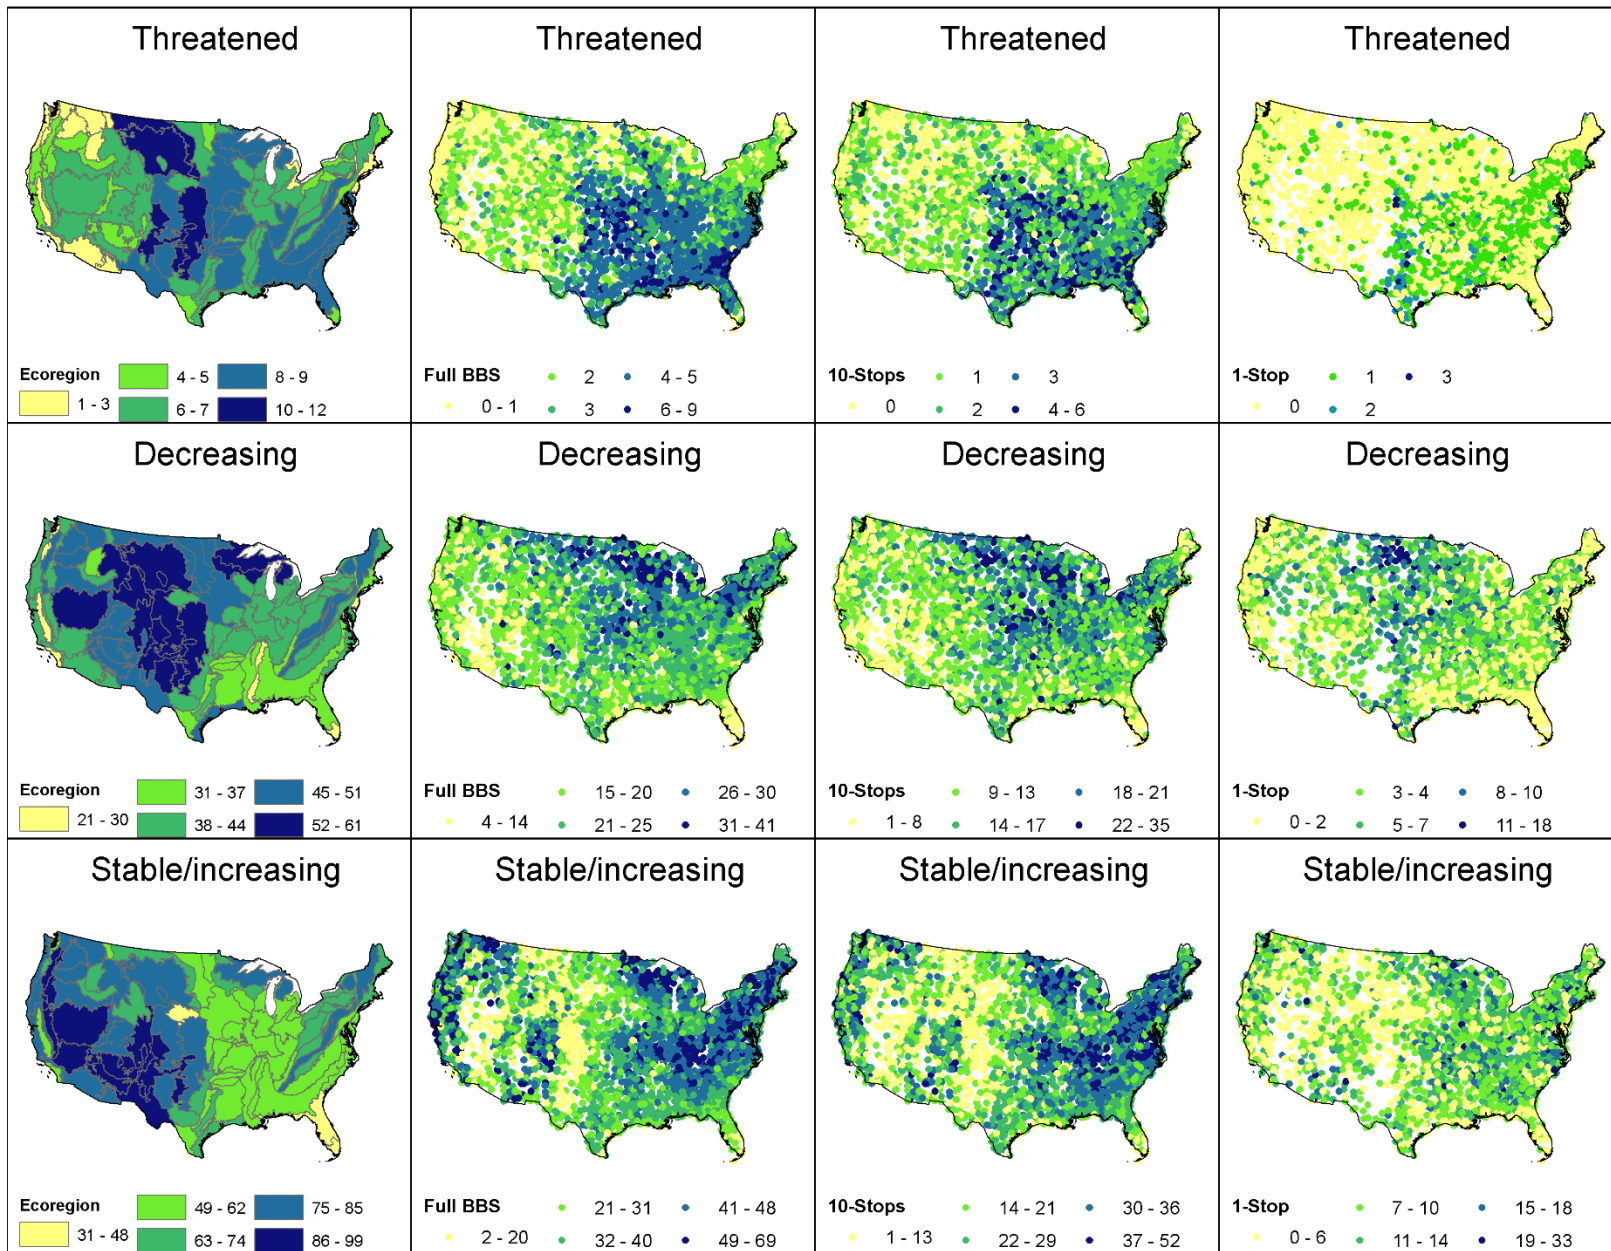 Threatened
Threatened
Threatened
Threatened
Ecoregion
1 - 3
4 - 5
6 - 7
8 - 9
10 - 12
Full BBS
0 - 1
2
3
4 - 5
6 - 9
10-Stops
0
1
2
3
4 - 6
1-Stop
0
1
2
3
Decreasing
Decreasing
Decreasing
Decreasing
Ecoregion
21 - 30
31 - 37
38 - 44
45 - 51
52 - 61
Full BBS
4 - 14
15 - 20
21 - 25
26 - 30
31 - 41
10-Stops
1 - 8
9 - 13
14 - 17
18 - 21
22 - 35
1-Stop
0 - 2
3 - 4
5 - 7
8 - 10
11 - 18
Stable/increasing
Stable/increasing
Stable/increasing
Stable/increasing
Ecoregion
31 - 48
49 - 62
63 - 74
75 - 85
86 - 99
Full BBS
2 - 20
21 - 31
32 - 40
41 - 48
49 - 69
10-Stops
1 - 13
14 - 21
22 - 29
30 - 36
37 - 52
1-Stop
0 - 6
7 - 10
11 - 14
15 - 18
19 - 33